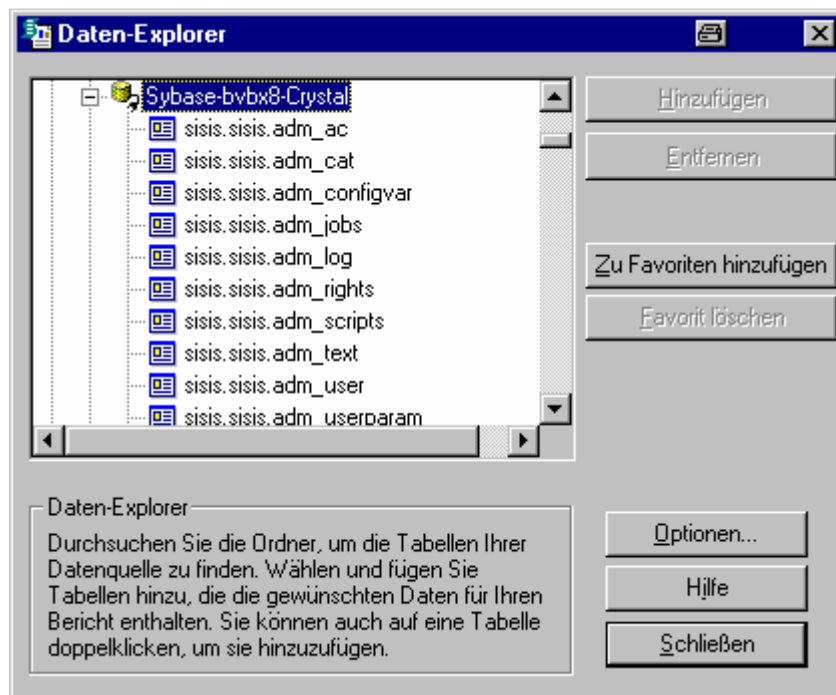 Daten-Explorer
Sybase-bvbx8-Crystal
sisis.sisis.adm_ac
sisis.sisis.adm_cat
sisis.sisis.adm_configvar
sisis.sisis.adm_jobs
sisis.sisis.adm_log
sisis.sisis.adm_rights
sisis.sisis.adm_scripts
sisis.sisis.adm_text
sisis.sisis.adm_user
sisis.sisis.adm_userparam
Hinzufügen
Entfernen
Zu Favoriten hinzufügen
Favorit löschen
Daten-Explorer
Durchsuchen Sie die Ordner, um die Tabellen Ihrer
Datenquelle zu finden. Wählen und fügen Sie
Tabellen hinzu, die die gewünschten Daten für Ihren
Bericht enthalten. Sie können auch auf eine Tabelle
doppelklicken, um sie hinzuzufügen.
Optionen...
Hilfe
Schließen